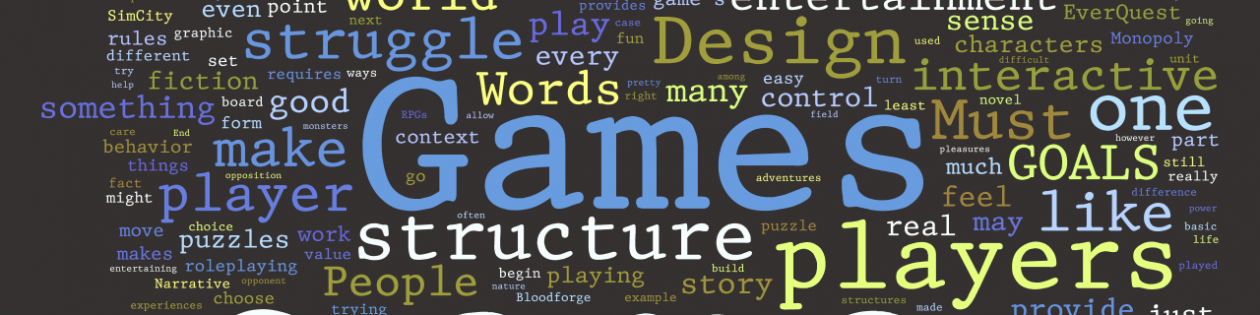 SimCity even point world provides game's entertainment EverQuest going
rules graphic struggle next play case fun Design used sense characters Monopoly
different set every difficult unit
try help fiction requires ways Words pretty right among many easy turn interactive
something board good RPGs allow control field least Must novel one
form monsters context however part
care End behavior make pleasures much GOALS still
things opposition go adventures really
fact might player feel like difference
often structure puzzle real may power
move choice puzzles work players basic life
makes value played
entertaining roleplaying People begin playing build story
Narrative opponent nature
experiences choose trying Bloodforge example structures made provide just